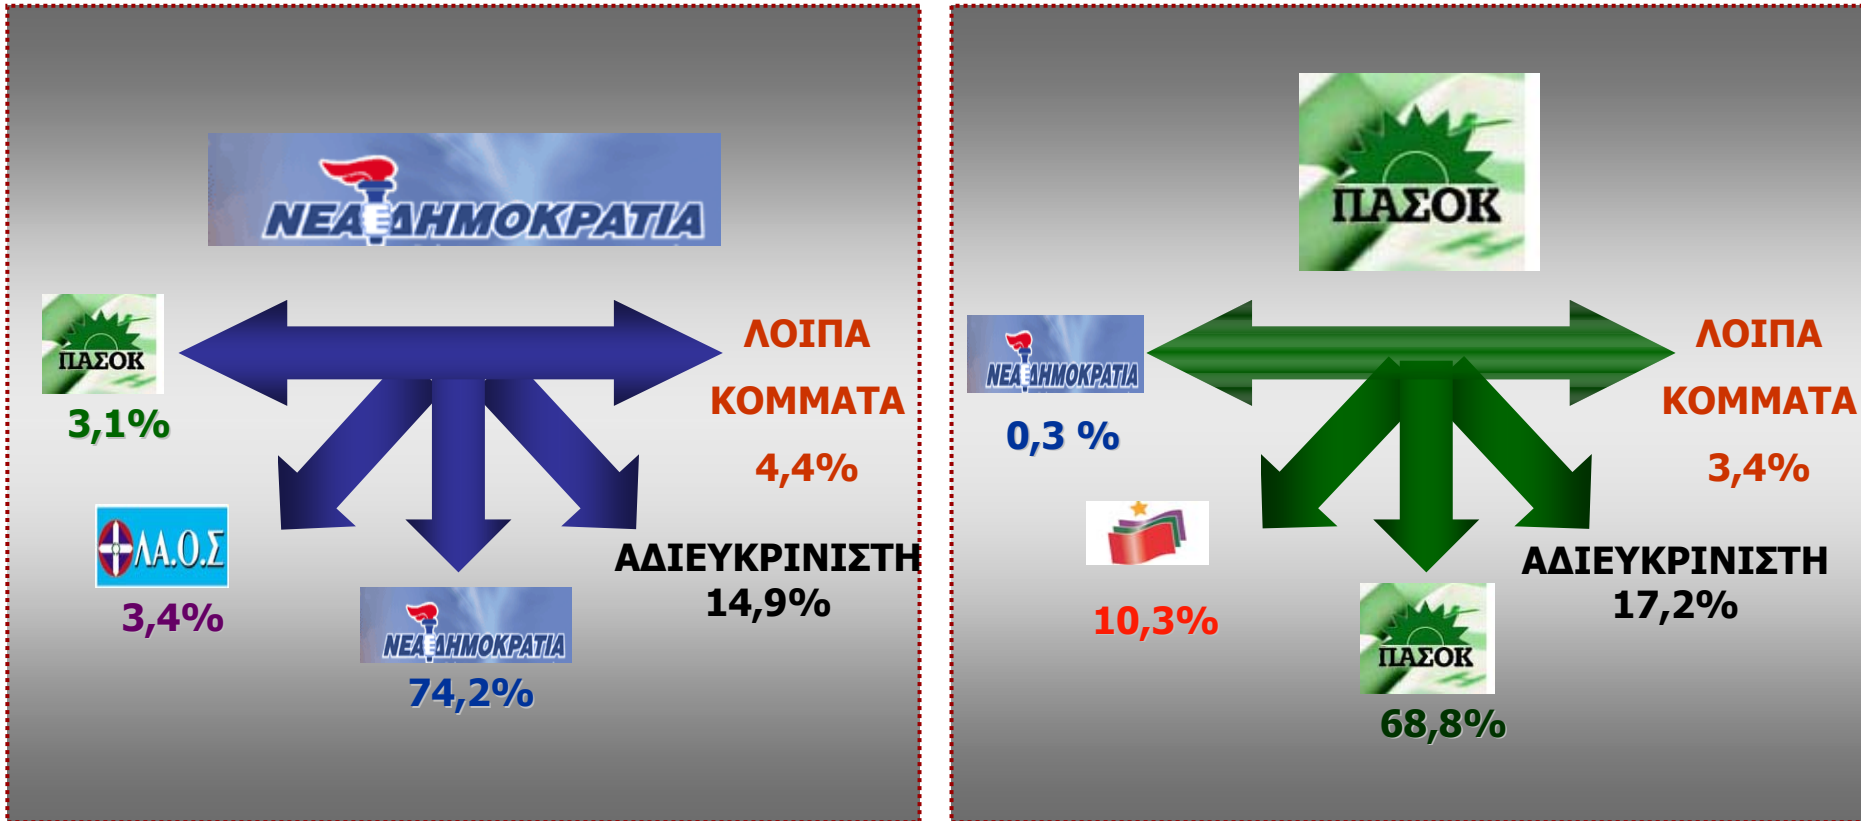 ΝΕΑ ΔΗΜΟΚΡΑΤΙΑ
ΠΑΣΟΚ
3,1%
ΛΟΙΠΑ
ΚΟΜΜΑΤΑ
4,4%
ΛΑ.Ο.Σ
3,4%
ΝΕΑ ΔΗΜΟΚΡΑΤΙΑ
74,2%
ΑΔΙΕΥΚΡΙΝΙΣΤΗ
14,9%
ΠΑΣΟΚ
ΝΕΑ ΔΗΜΟΚΡΑΤΙΑ
0,3 %
ΛΟΙΠΑ
ΚΟΜΜΑΤΑ
3,4%
10,3%
ΠΑΣΟΚ
68,8%
ΑΔΙΕΥΚΡΙΝΙΣΤΗ
17,2%